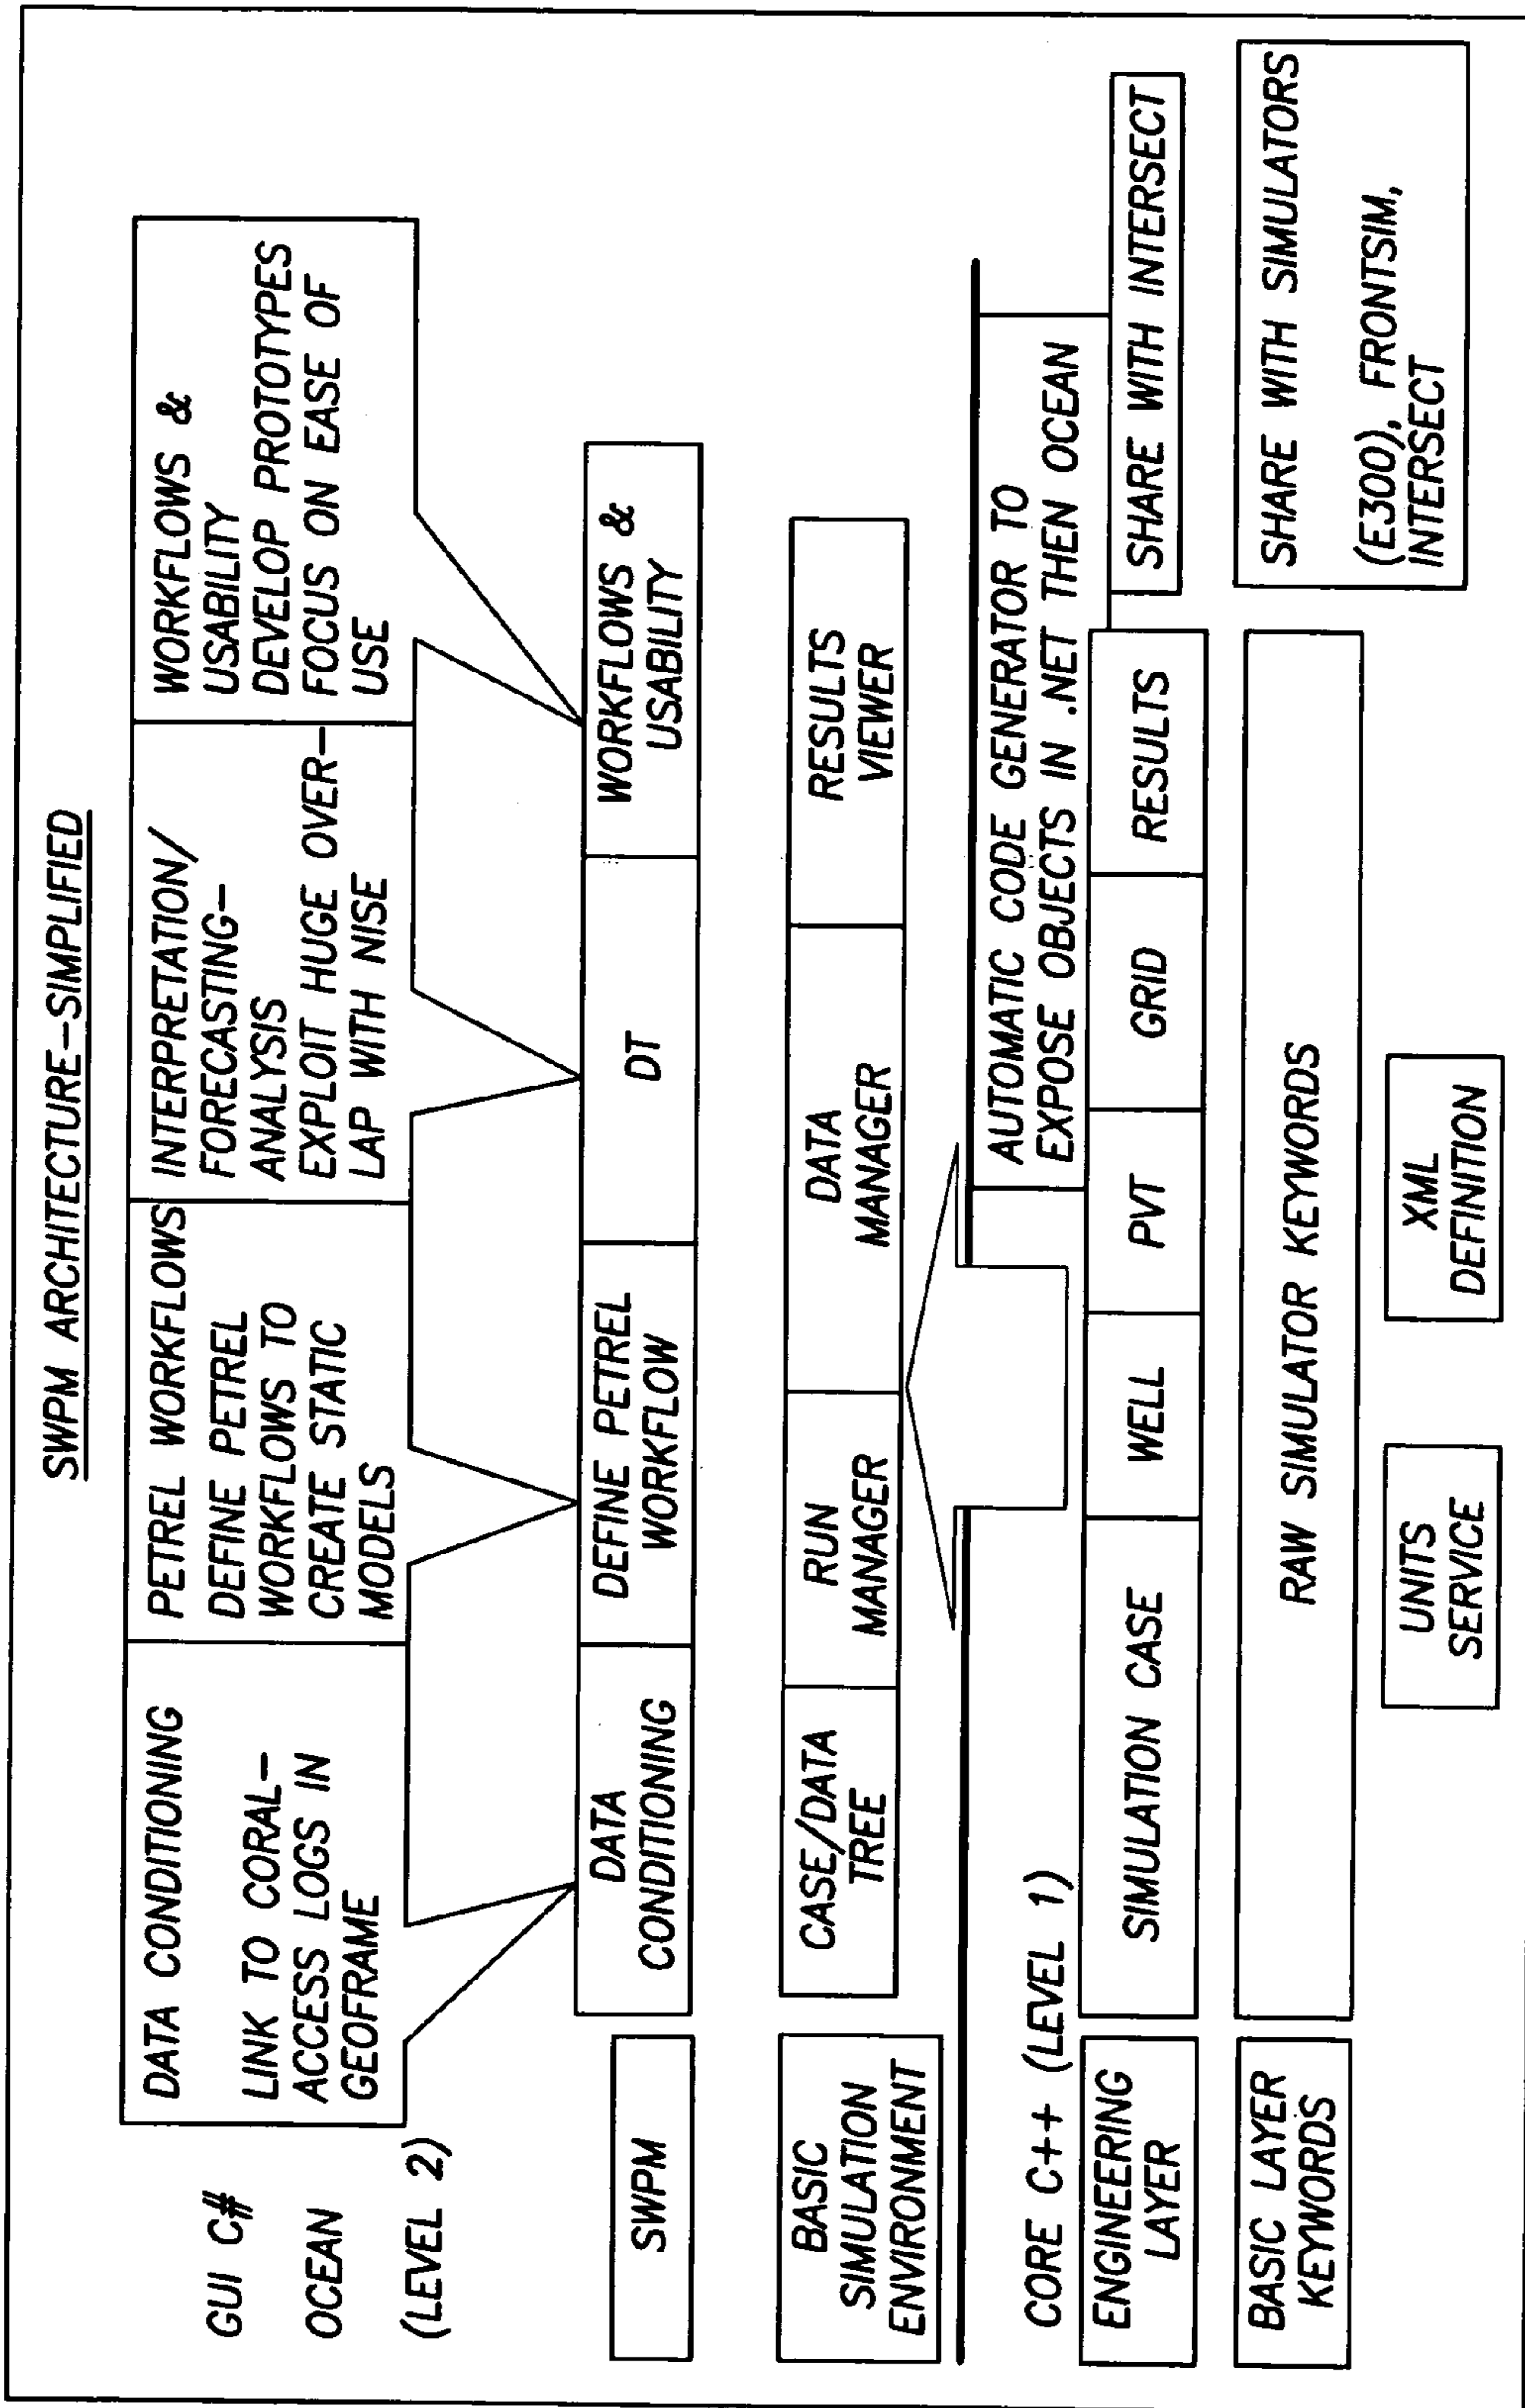 SWPM ARCHITECTURE—SIMPLIFIED
GUI C#
OCEAN
(LEVEL 2)
DATA CONDITIONING
LINK TO CORAL—
ACCESS LOGS IN
GEOFRAME
PETREL WORKFLOWS
DEFINE PETREL
WORKFLOWS TO
CREATE STATIC
MODELS
INTERPRETATION/
FORECASTING—
ANALYSIS
EXPLOIT HUGE OVER—
LAP WITH NISE
WORKFLOWS &
USABILITY
DEVELOP PROTOTYPES
FOCUS ON EASE OF
USE
SWPM
DATA
CONDITIONING
DEFINE PETREL
WORKFLOW
DT
WORKFLOWS &
USABILITY
BASIC
SIMULATION
ENVIRONMENT
CASE/DATA
TREE
RUN
MANAGER
DATA
MANAGER
RESULTS
VIEWER
CORE C++ (LEVEL 1)
AUTOMATIC CODE GENERATOR TO
EXPOSE OBJECTS IN .NET THEN OCEAN
ENGINEERING
LAYER
SIMULATION CASE
WELL
PVT
GRID
RESULTS
SHARE WITH INTERSECT
BASIC LAYER
KEYWORDS
RAW SIMULATOR KEYWORDS
SHARE WITH SIMULATORS
(E300), FRONTSIM,
INTERSECT
UNITS
SERVICE
XML
DEFINITION